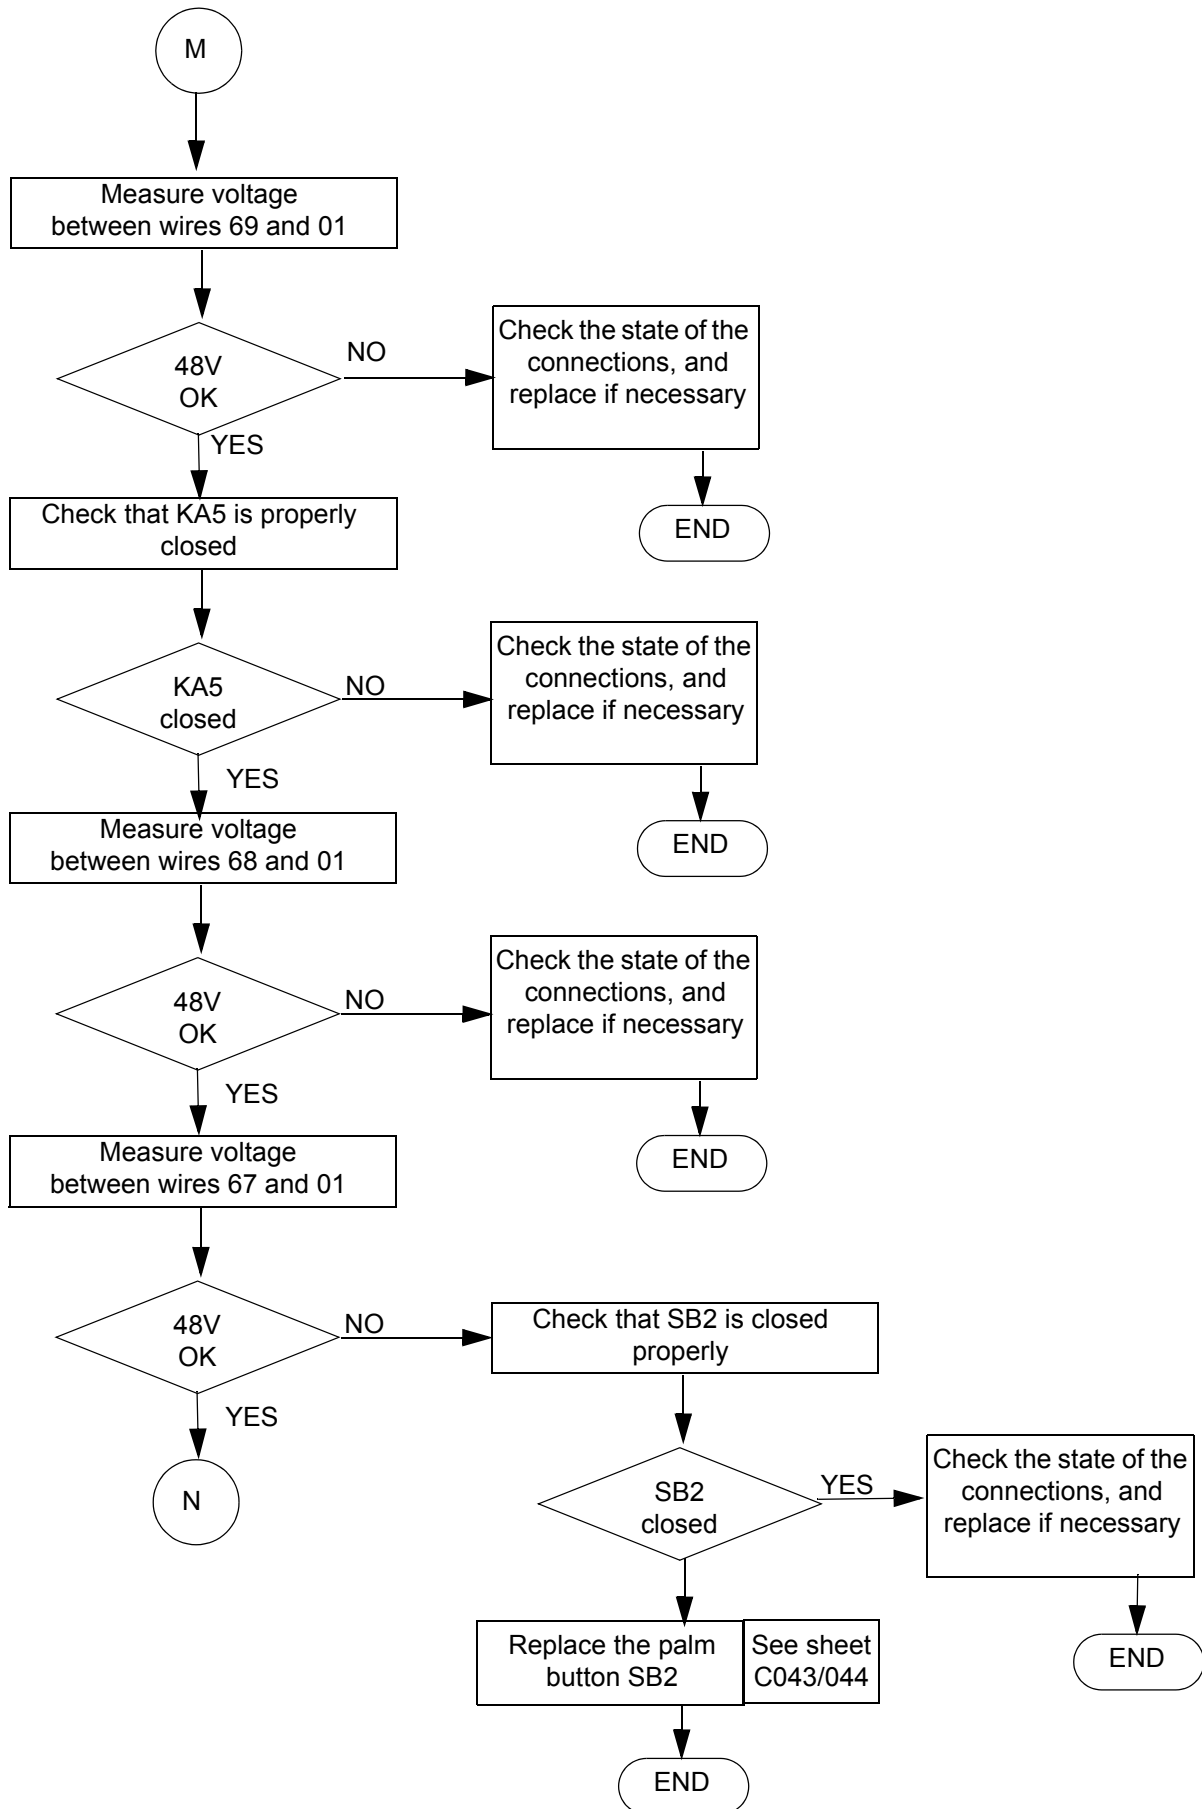 M
Measure voltage
between wires 69 and 01
48V
OK
NO
Check the state of the
connections, and
replace if necessary
YES
END
Check that KA5 is properly
closed
KA5
closed
NO
Check the state of the
connections, and
replace if necessary
YES
END
Measure voltage
between wires 68 and 01
48V
OK
NO
Check the state of the
connections, and
replace if necessary
YES
END
Measure voltage
between wires 67 and 01
48V
OK
NO
Check that SB2 is closed
properly
YES
N
SB2
closed
YES
Check the state of the
connections, and
replace if necessary
END
Replace the palm
button SB2
See sheet
C043/044
END